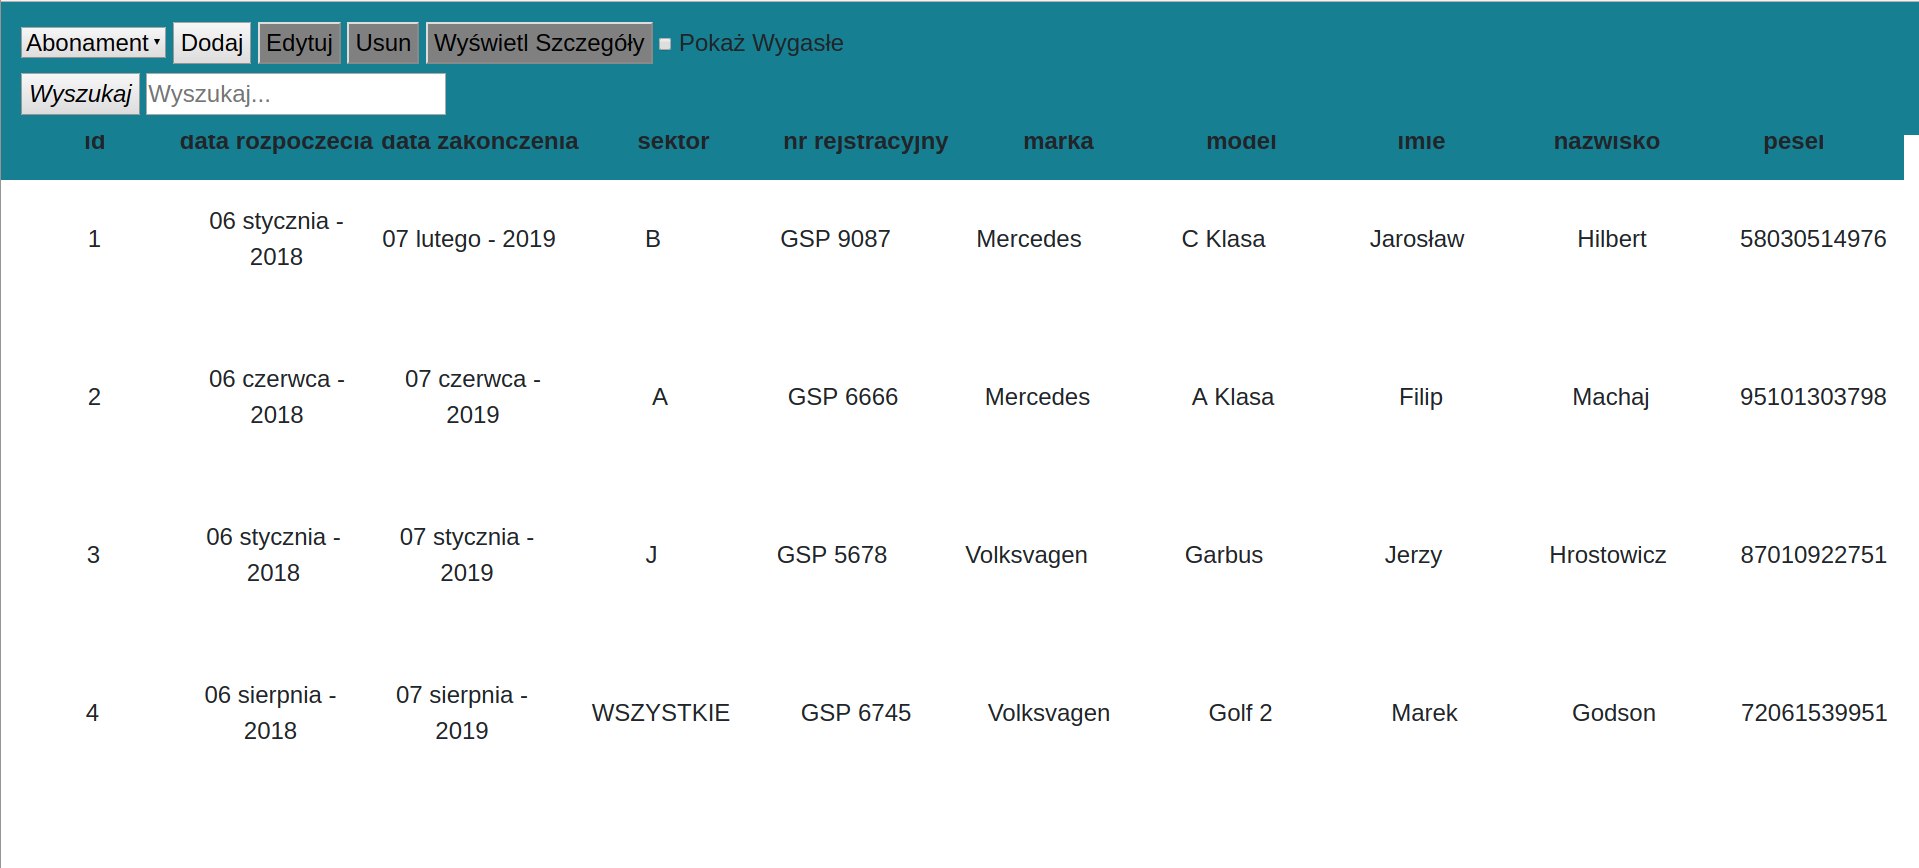 Abonament Dodaj Edytuj Usun Wyświetl Szczegóły Pokaż Wygasłe
Wyszukaj Wyszukaj...
id data rozpoczecia data zakonczenia sektor nr rejstracyjny marka model imie nazwisko pesel
1 06 stycznia - 2018 07 lutego - 2019 B GSP 9087 Mercedes C Klasa Jarosław Hilbert 58030514976
2 06 czerwca - 2018 07 czerwca - 2019 A GSP 6666 Mercedes A Klasa Filip Machaj 95101303798
3 06 stycznia - 2018 07 stycznia - 2019 J GSP 5678 Volksvagen Garbus Jerzy Hrostowicz 87010922751
4 06 sierpnia - 2018 07 sierpnia - 2019 WSZYSTKIE GSP 6745 Volksvagen Golf 2 Marek Godson 72061539951